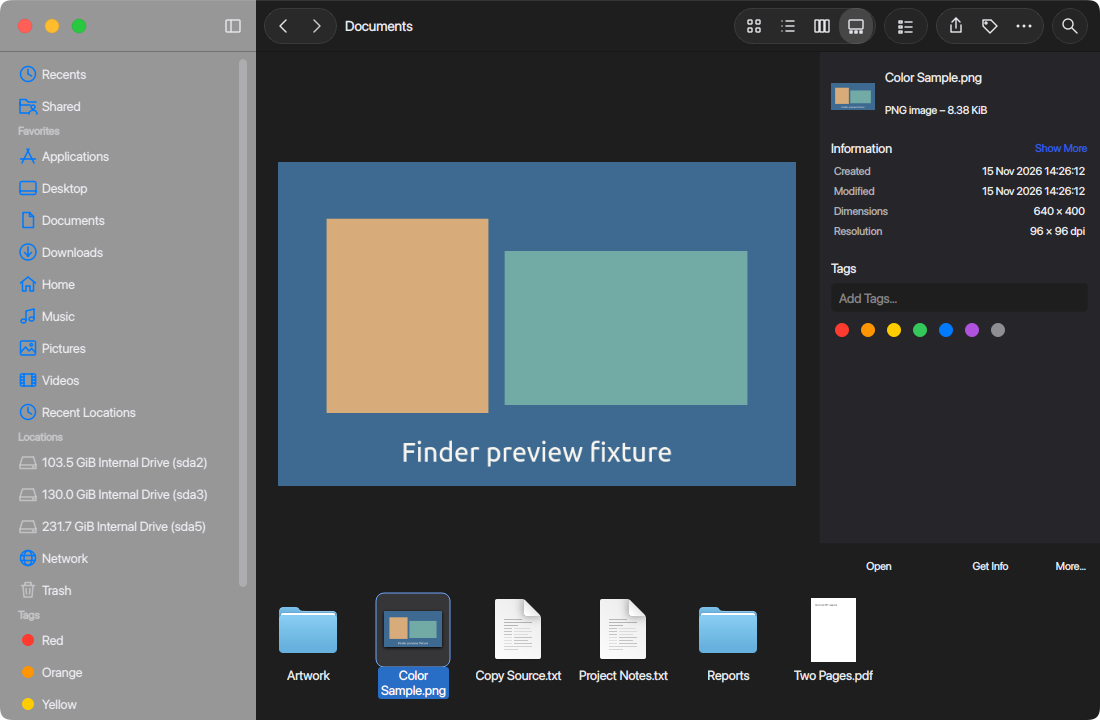 Documents
Recents
Shared
Favorites
Applications
Desktop
Documents
Downloads
Home
Music
Pictures
Videos
Recent Locations
Locations
103.5 GiB Internal Drive (sda2)
130.0 GiB Internal Drive (sda3)
231.7 GiB Internal Drive (sda5)
Network
Trash
Tags
Red
Orange
Yellow
Finder preview fixture
Color Sample.png
PNG image – 8.38 KiB
Information Show More
Created 15 Nov 2026 14:26:12
Modified 15 Nov 2026 14:26:12
Dimensions 640 × 400
Resolution 96 × 96 dpi
Tags
Add Tags...
Open Get Info More...
Artwork
Color
Sample.png
Copy Source.txt
Project Notes.txt
Reports
Two Pages.pdf